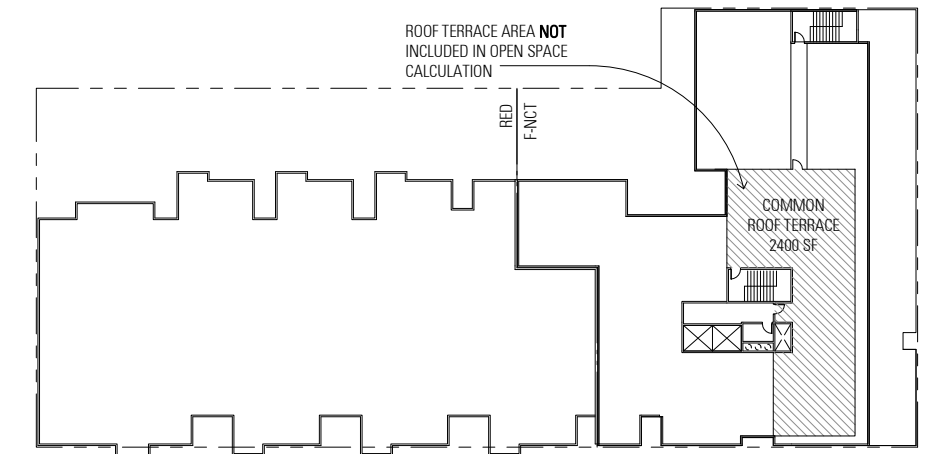 ROOF TERRACE AREA NOT
INCLUDED IN OPEN SPACE
CALCULATION
RED
F-NCT
COMMON
ROOF TERRACE
2400 SF